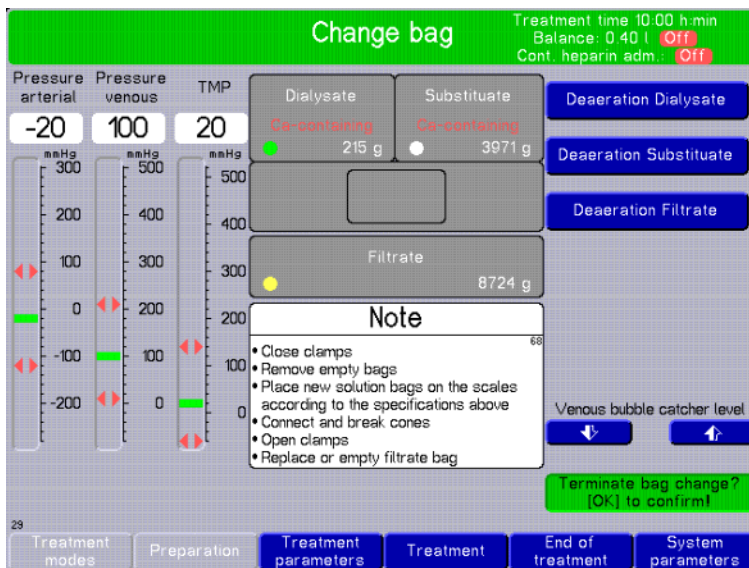 Change bag
Treatment time 10:00 h:min
Balance: 0.40 l Off
Cont. heparin adm.: Off
Pressure arterial
Pressure venous
TMP
-20
100
20
mmHg
mmHg
mmHg
300
200
100
0
-100
-200
500
400
300
200
100
0
500
400
300
200
100
0
Dialysate
Ca-containing
215 g
Substituate
Ca-containing
3971 g
Filtrate
8724 g
Note
68
• Close clamps
• Remove empty bags
• Place new solution bags on the scales
according to the specifications above
• Connect and break cones
• Open clamps
• Replace or empty filtrate bag
Deaeration Dialysate
Deaeration Substituate
Deaeration Filtrate
Venous bubble catcher level
Terminate bag change?
[OK] to confirm!
29
Treatment modes
Preparation
Treatment parameters
Treatment
End of treatment
System parameters